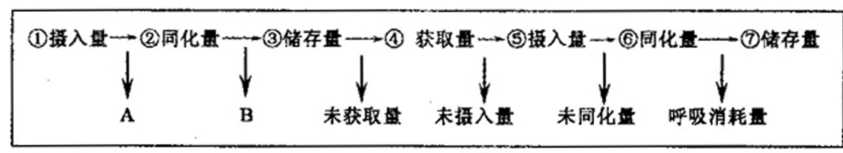 ①摄入量→②同化量→③储存量→④ 获取量→⑤摄入量→⑥同化量→⑦储存量
A B 未获取量 未摄入量 未同化量 呼吸消耗量